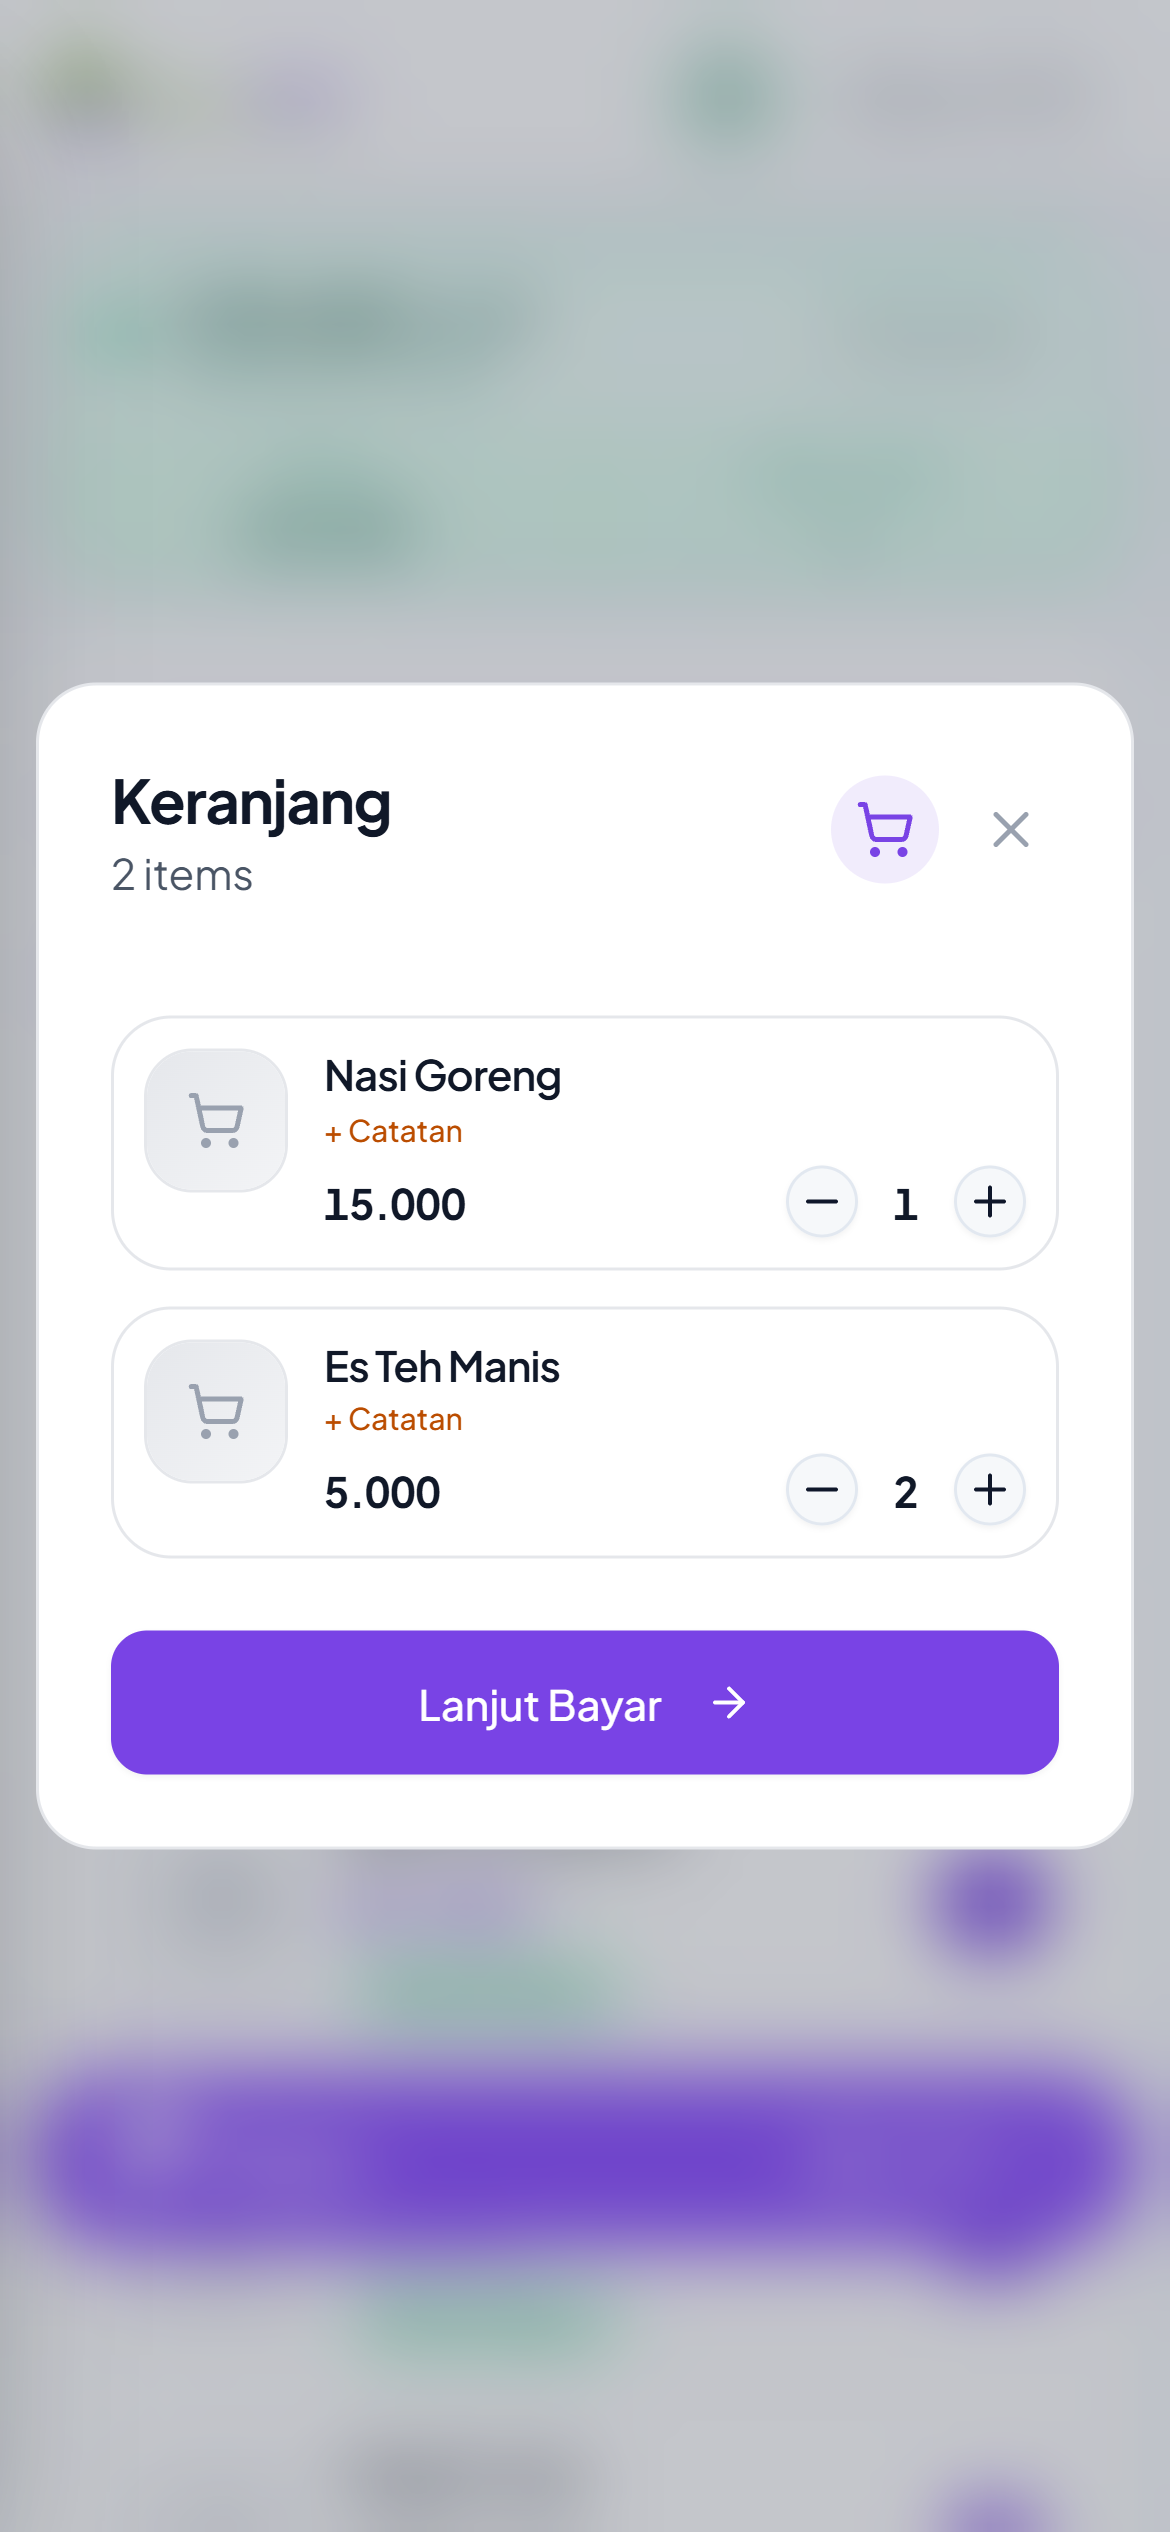 Keranjang
2 items
Nasi Goreng
+ Catatan
15.000
1
Es Teh Manis
+ Catatan
5.000
2
Lanjut Bayar